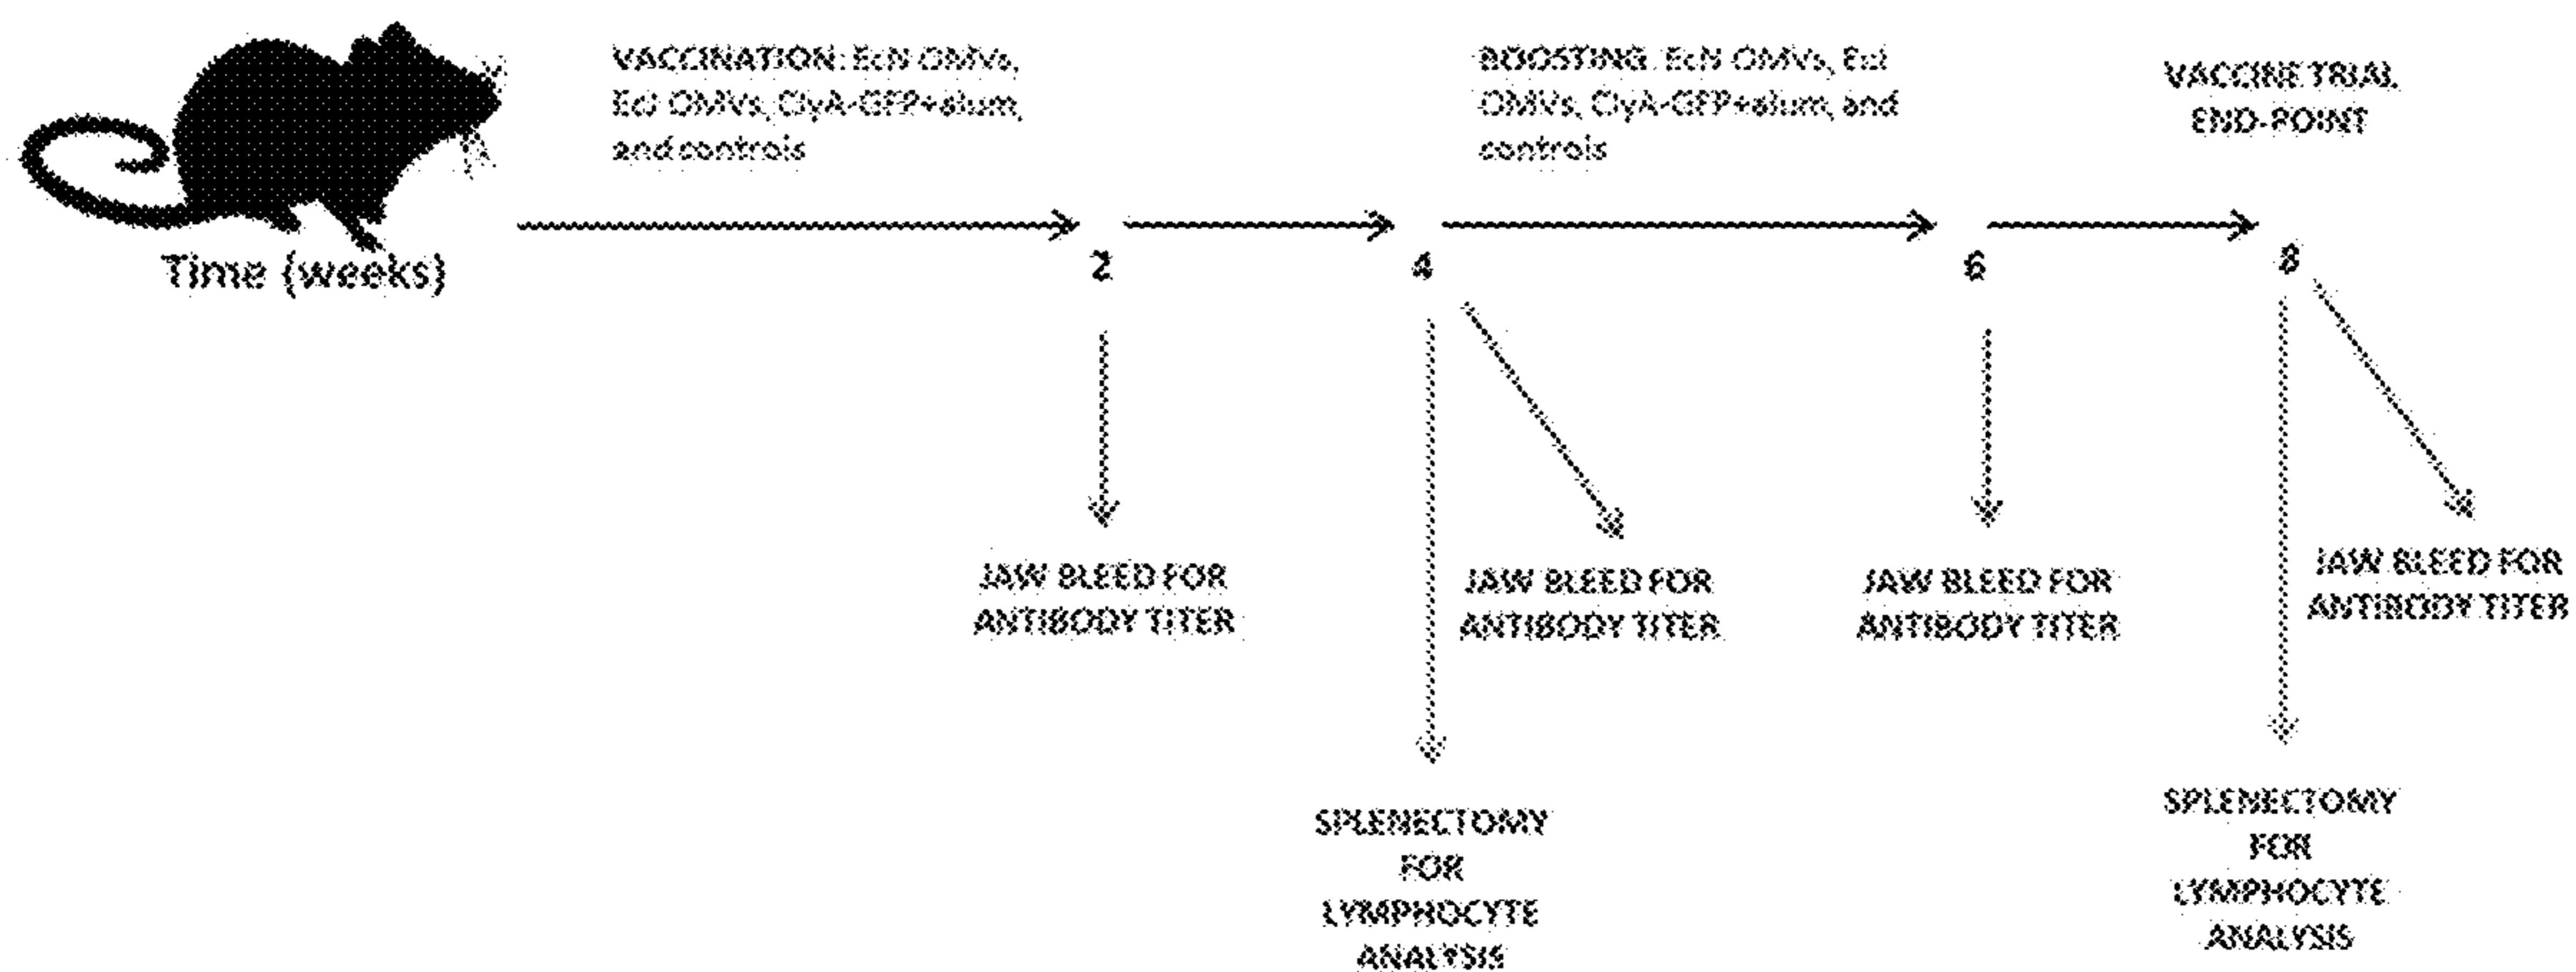 VACCINATION: EcN OMVs,
Ecl OMVs, ClyA-GFP+alum,
and controls
BOOSTING: EcN OMVs, Ecl
OMVs, ClyA-GFP+alum, and
controls
VACCINE TRIAL
END-POINT
Time (weeks)
2
4
6
8
JAW BLEED FOR
ANTIBODY TITER
JAW BLEED FOR
ANTIBODY TITER
JAW BLEED FOR
ANTIBODY TITER
JAW BLEED FOR
ANTIBODY TITER
SPLENECTOMY
FOR
LYMPHOCYTE
ANALYSIS
SPLENECTOMY
FOR
LYMPHOCYTE
ANALYSIS